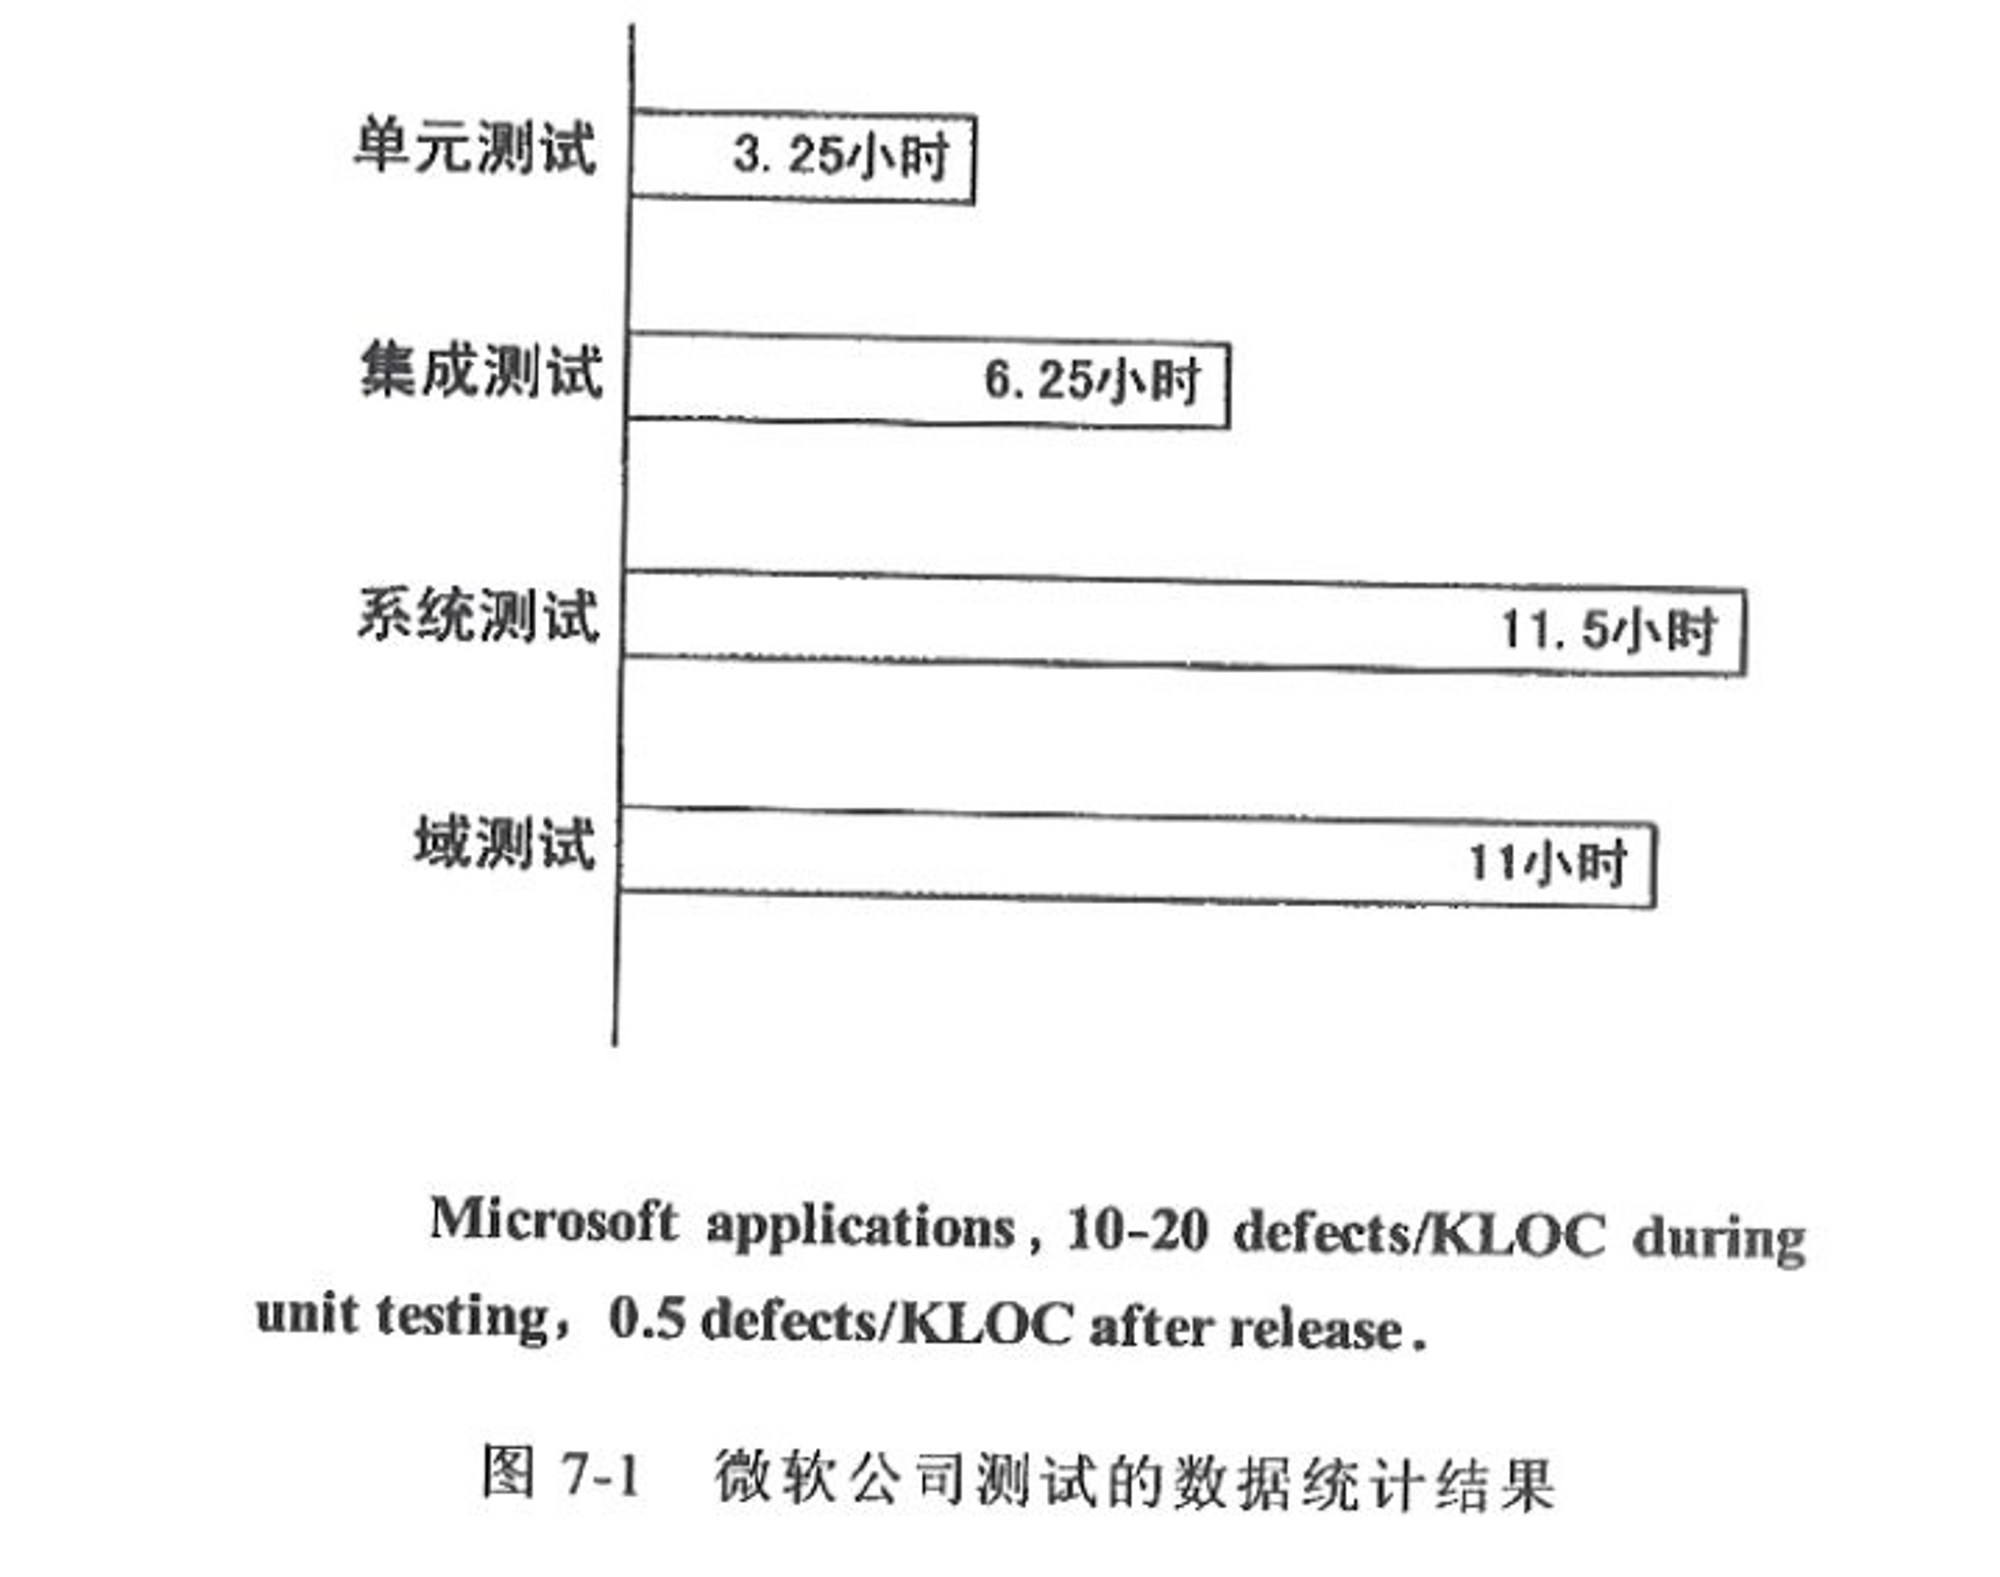 单元测试
3.25小时
集成测试
6.25小时
系统测试
11.5小时
域测试
11小时
Microsoft applications, 10-20 defects/KLOC during
unit testing, 0.5 defects/KLOC after release.
图 7-1 微软公司测试的数据统计结果